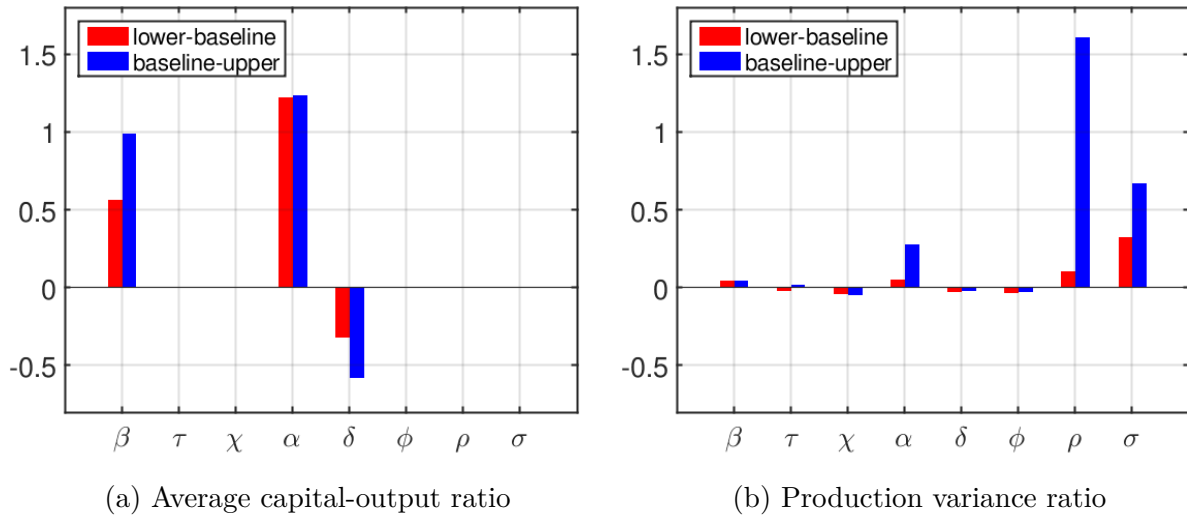 lower-baseline
baseline-upper
1.5
1
0.5
0
-0.5
β τ χ α δ ϕ ρ σ
(a) Average capital-output ratio
lower-baseline
baseline-upper
1.5
1
0.5
0
-0.5
β τ χ α δ ϕ ρ σ
(b) Production variance ratio